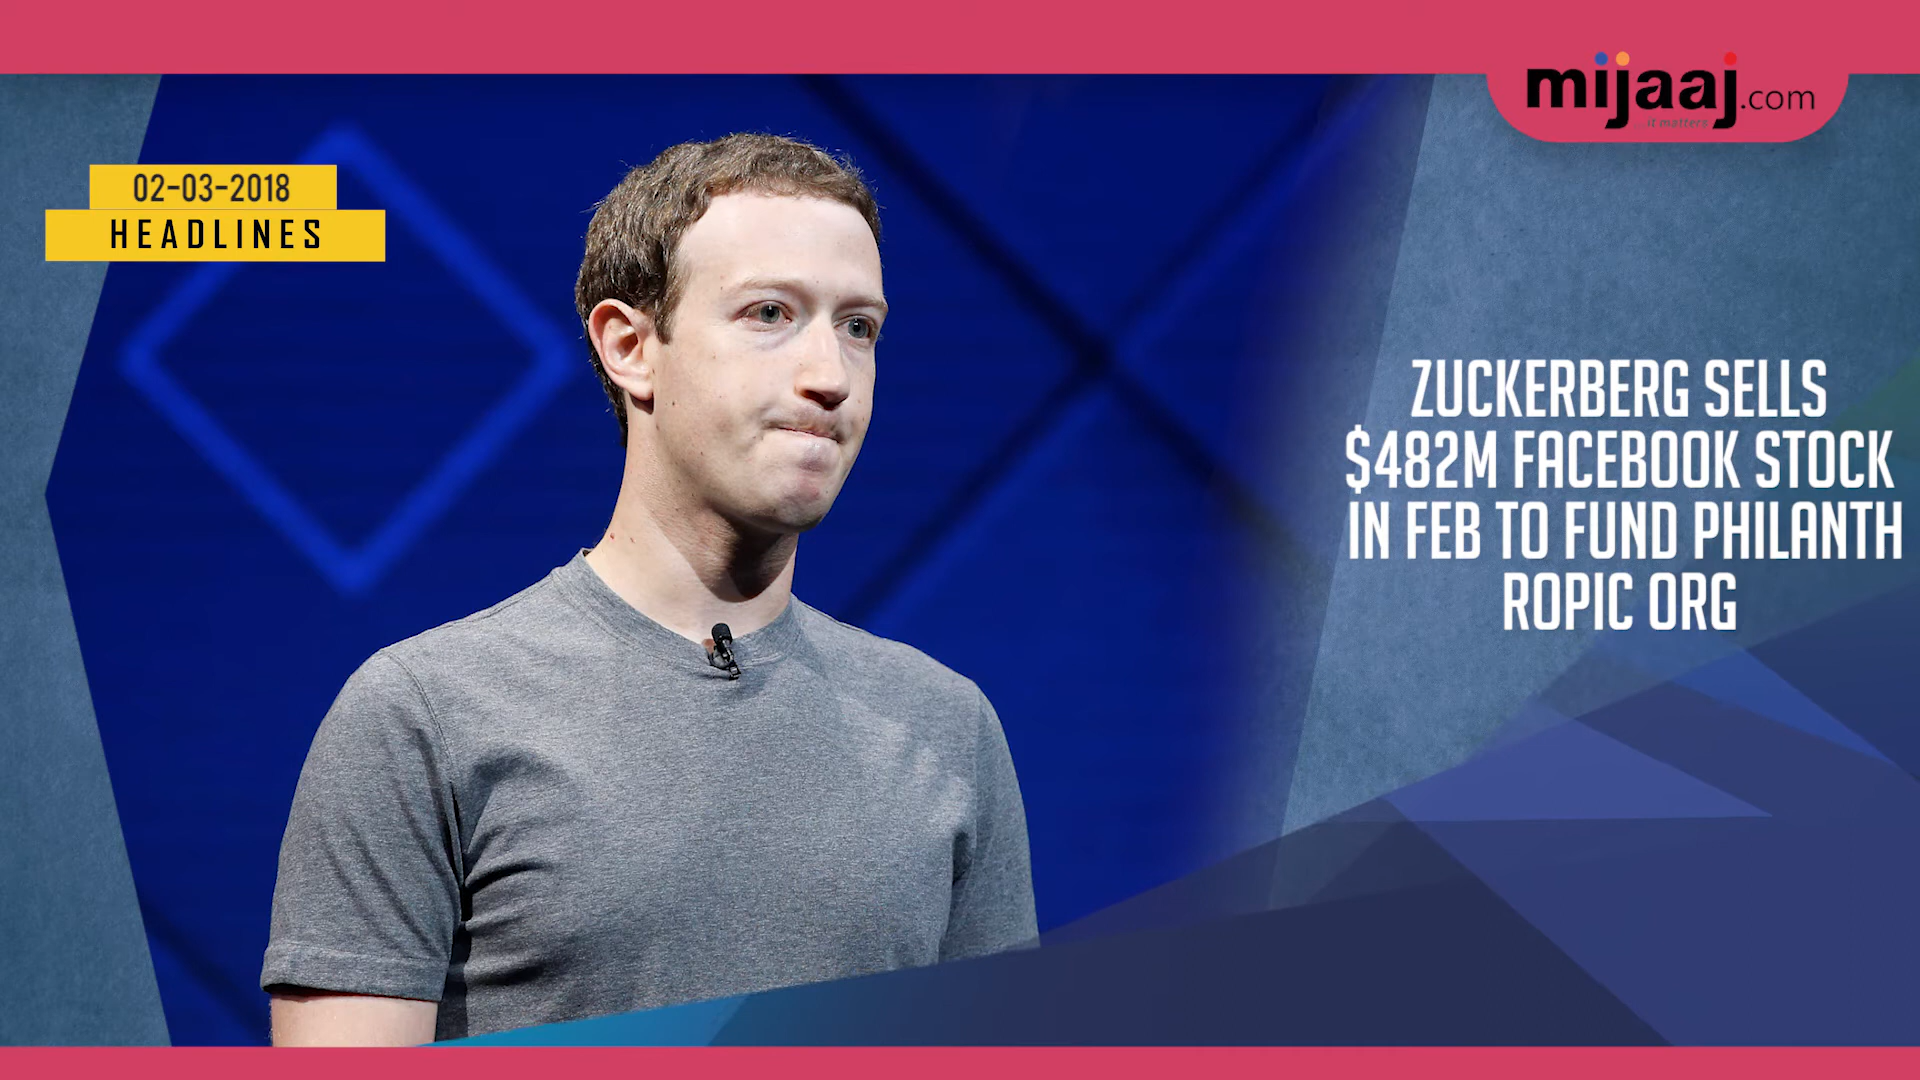 mijaaj.com
...it matters
02-03-2018
HEADLINES
ZUCKERBERG SELLS
$482M FACEBOOK STOCK
IN FEB TO FUND PHILANTH
ROPIC ORG